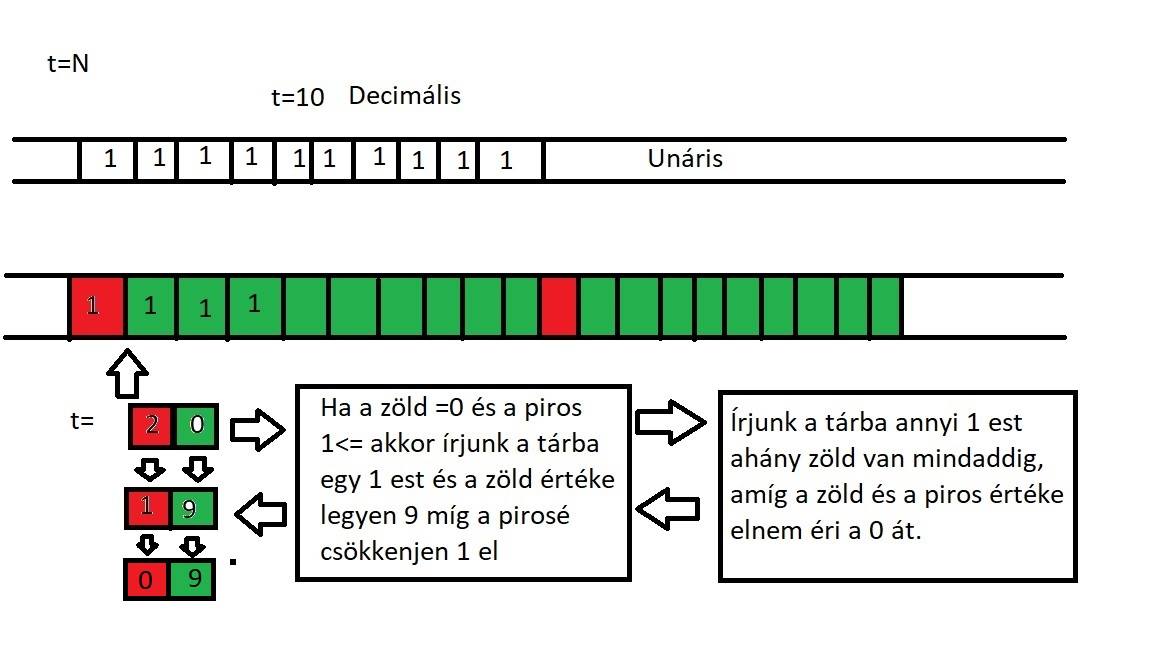 t=N
t=10 Decimális
1 1 1 1 1 1 1 1 1 1 Unáris
1 1 1 1
t= 2 0
1 9
0 9
.
Ha a zöld =0 és a piros
1<= akkor írjunk a tárba
egy 1 est és a zöld értéke
legyen 9 míg a pirosé
csökkenjen 1 el
Írjunk a tárba annyi 1 est
ahány zöld van mindaddig,
amíg a zöld és a piros értéke
elnem éri a 0 át.